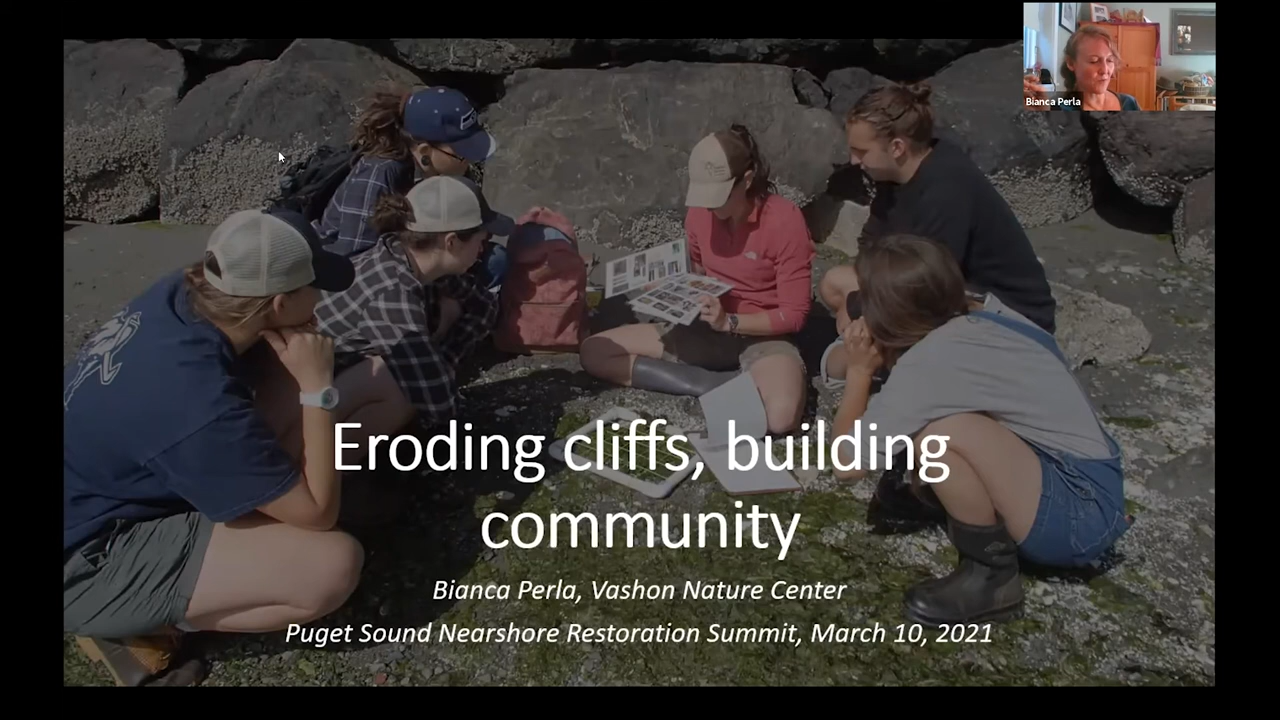 Bianca Perla
Eroding cliffs, building
community
Bianca Perla, Vashon Nature Center
Puget Sound Nearshore Restoration Summit, March 10, 2021